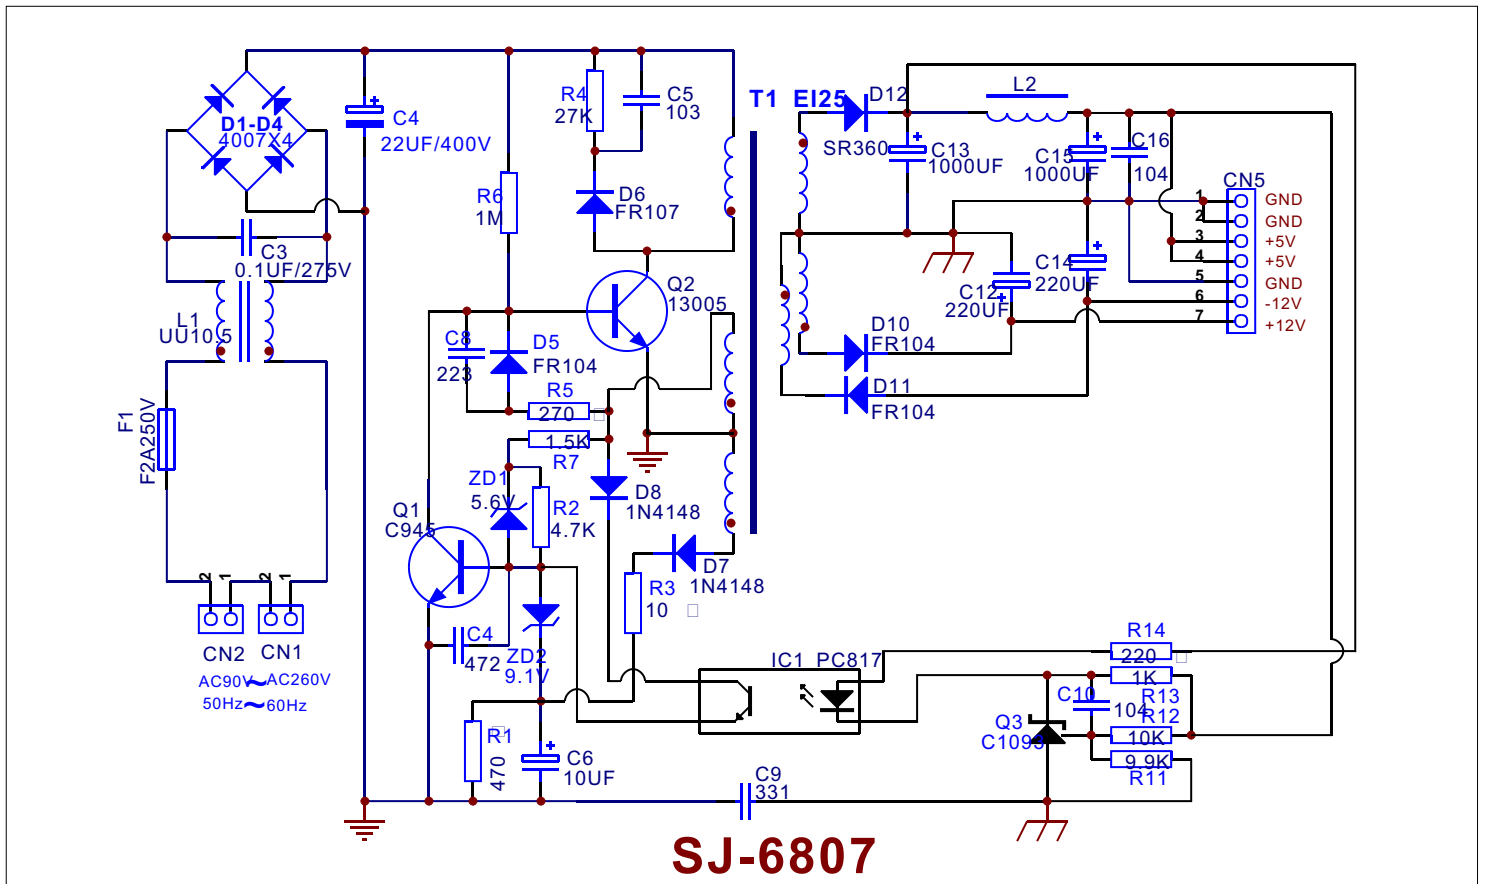 D1-D4
4007X4
C4
22UF/400V
R4
27K
C5
103
T1 EI25
D12
SR360
L2
C13
1000UF
C15
1000UF
C16
104
CN5
1 GND
2 GND
3 +5V
4 +5V
5 GND
6 -12V
7 +12V
R6
1M
D6
FR107
C3
0.1UF/275V
L1
UU10.5
Q2
13005
C14
220UF
C12
220UF
C8
223
D5
FR104
D10
FR104
D11
FR104
R5
270
1.5K
R7
F1
F2A250V
ZD1
5.6V
R2
4.7K
D8
1N4148
Q1
C945
D7
1N4148
R3
10
2 1 2 1
CN2 CN1
AC90V~AC260V
50Hz~60Hz
C4
472
ZD2
9.1V
IC1 PC817
R14
220
1K
R13
C10
104
R12
10K
9.9K
R11
Q3
C1093
R1
470
C6
10UF
C9
331
SJ-6807